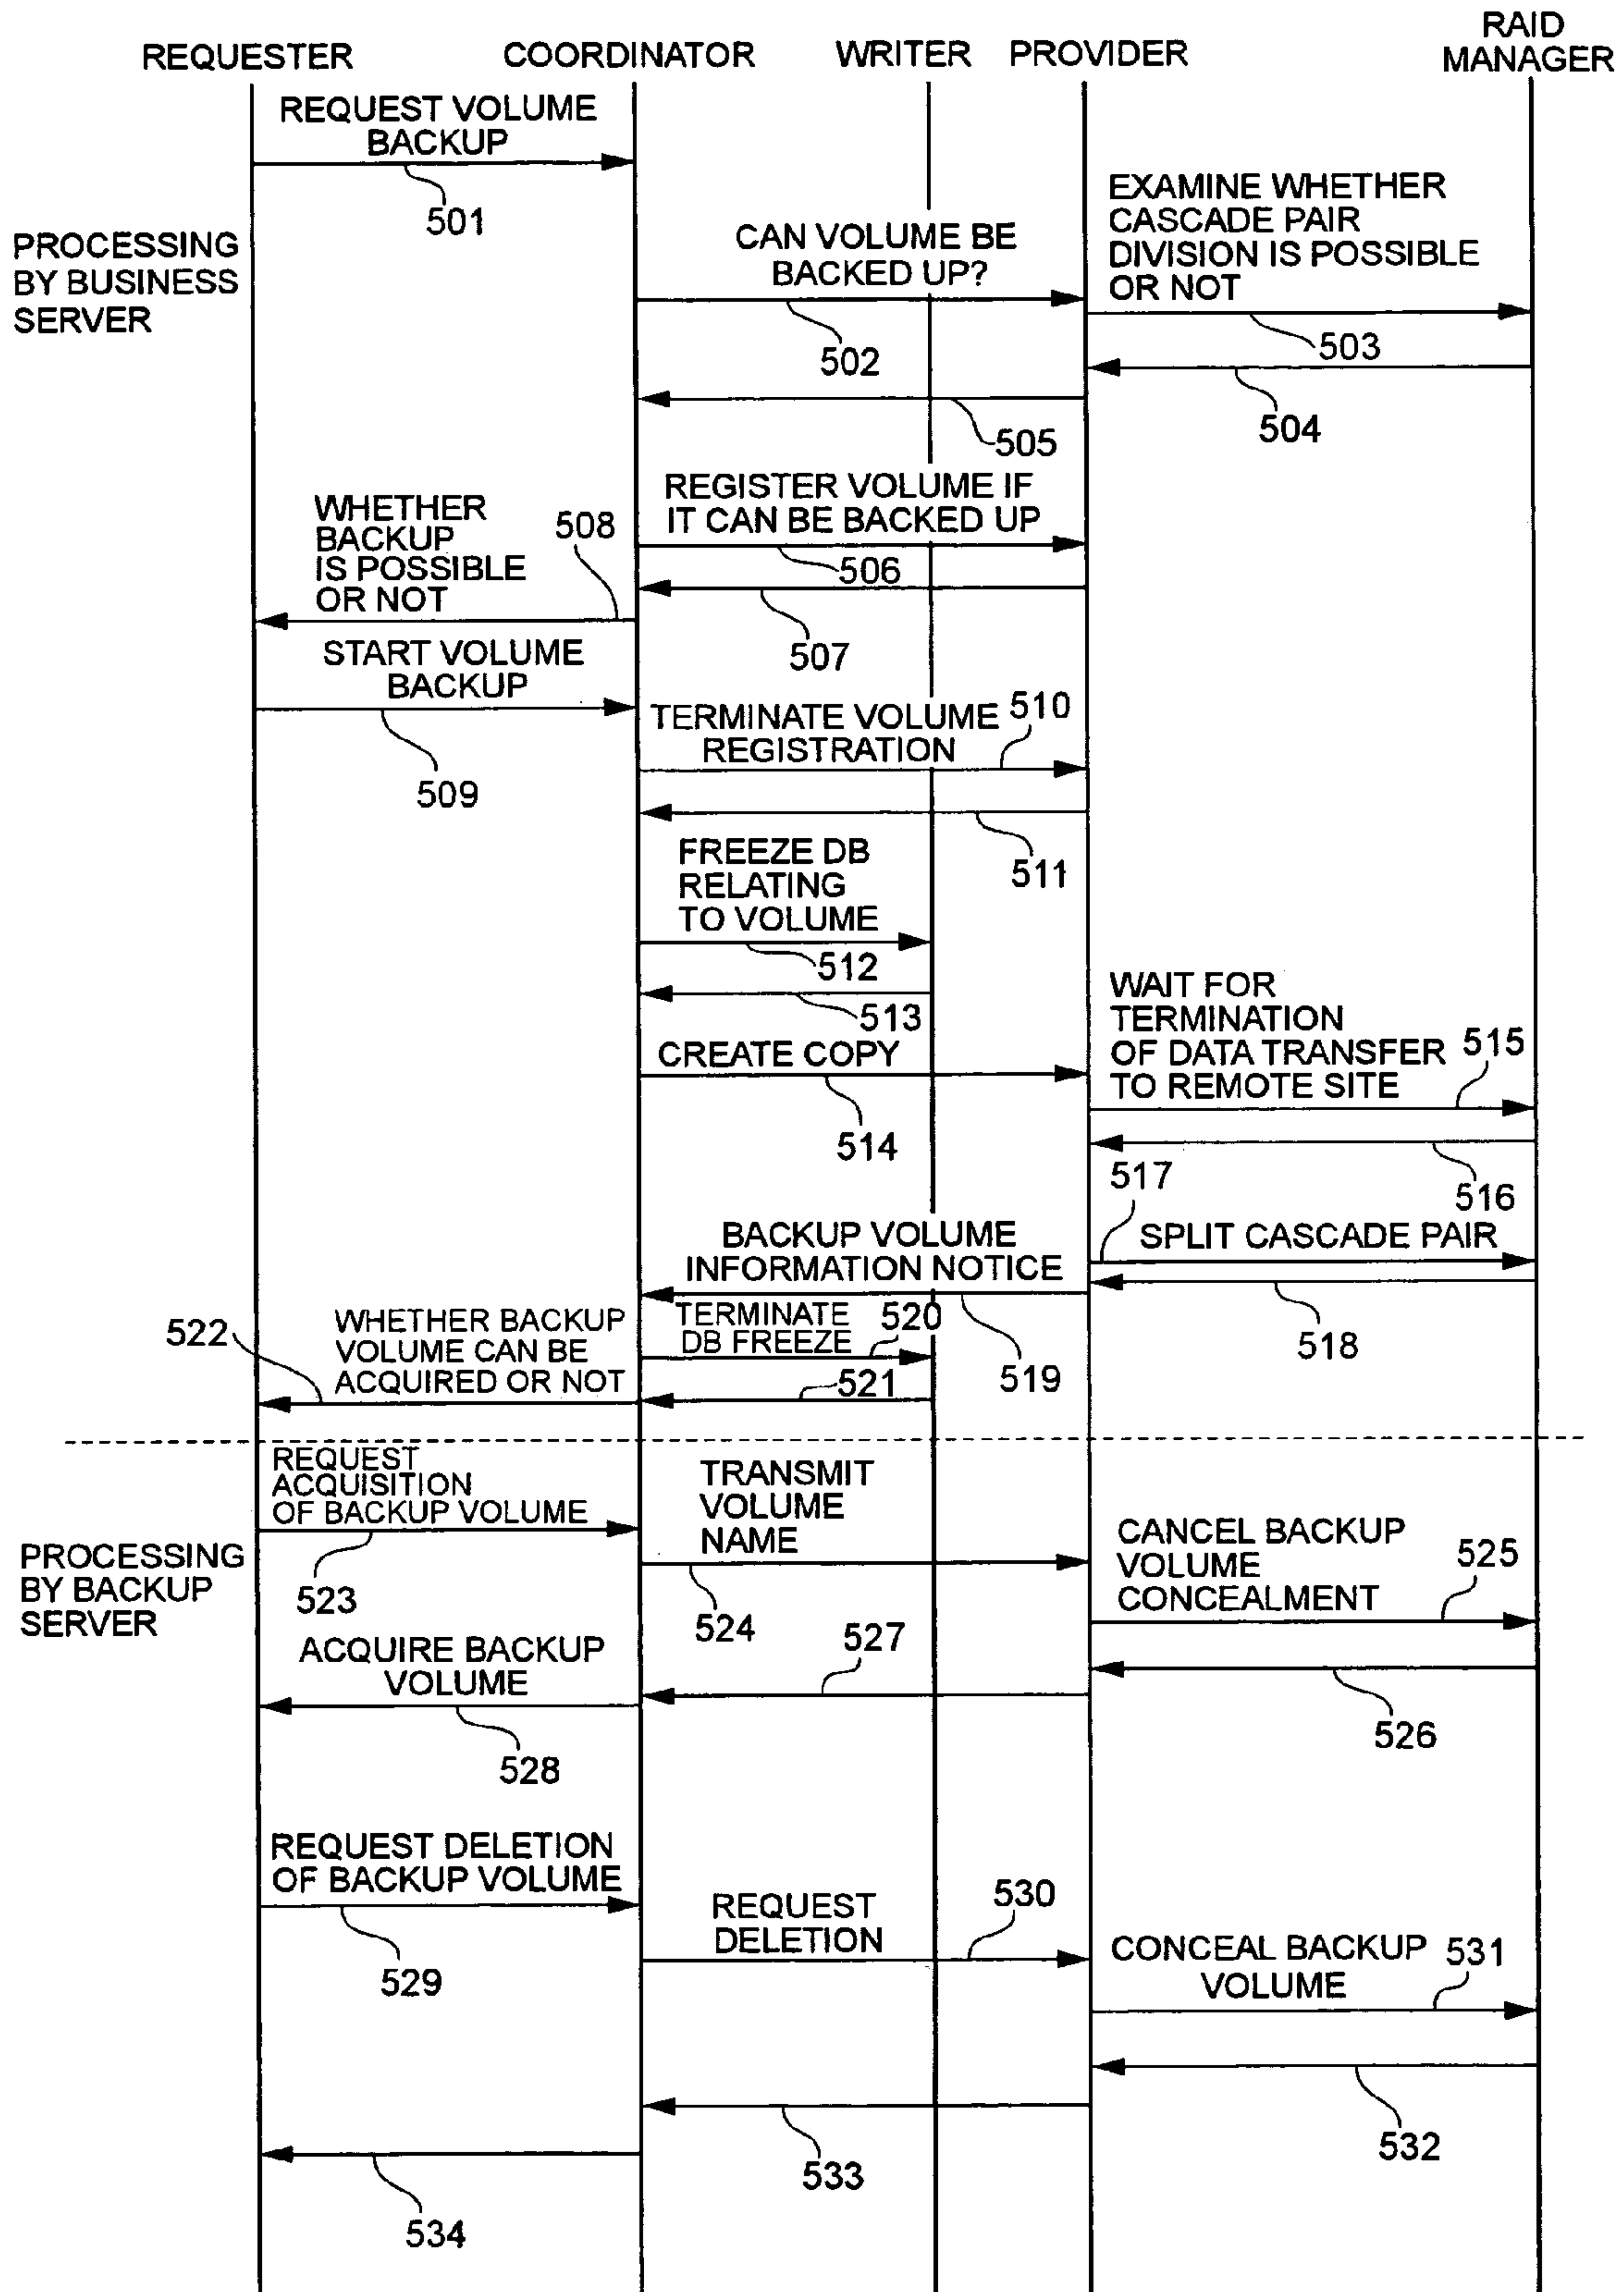 REQUESTER
COORDINATOR
WRITER
PROVIDER
RAID
MANAGER
REQUEST VOLUME
BACKUP
501
PROCESSING
BY BUSINESS
SERVER
CAN VOLUME BE
BACKED UP?
502
EXAMINE WHETHER
CASCADE PAIR
DIVISION IS POSSIBLE
OR NOT
503
504
505
REGISTER VOLUME IF
IT CAN BE BACKED UP
506
507
WHETHER
BACKUP
IS POSSIBLE
OR NOT
508
START VOLUME
BACKUP
509
TERMINATE VOLUME
REGISTRATION
510
511
FREEZE DB
RELATING
TO VOLUME
512
513
CREATE COPY
514
WAIT FOR
TERMINATION
OF DATA TRANSFER
TO REMOTE SITE
515
516
517
SPLIT CASCADE PAIR
518
BACKUP VOLUME
INFORMATION NOTICE
519
TERMINATE
DB FREEZE
520
521
WHETHER BACKUP
VOLUME CAN BE
ACQUIRED OR NOT
522
REQUEST
ACQUISITION
OF BACKUP VOLUME
523
PROCESSING
BY BACKUP
SERVER
TRANSMIT
VOLUME
NAME
524
CANCEL BACKUP
VOLUME
CONCEALMENT
525
526
527
ACQUIRE BACKUP
VOLUME
528
REQUEST DELETION
OF BACKUP VOLUME
529
REQUEST
DELETION
530
CONCEAL BACKUP
VOLUME
531
532
533
534